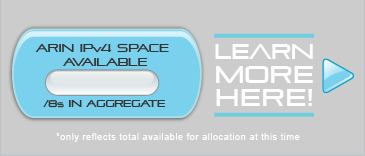 ARIN IPv4 SPACE
AVAILABLE
/8s IN AGGREGATE
LEARN
MORE
HERE!
*only reflects total available for allocation at this time